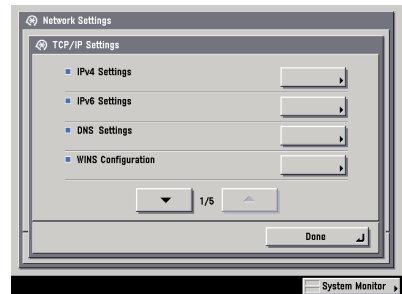 Network Settings
TCP/IP Settings
IPv4 Settings
IPv6 Settings
DNS Settings
WINS Configuration
1/5
Done
System Monitor